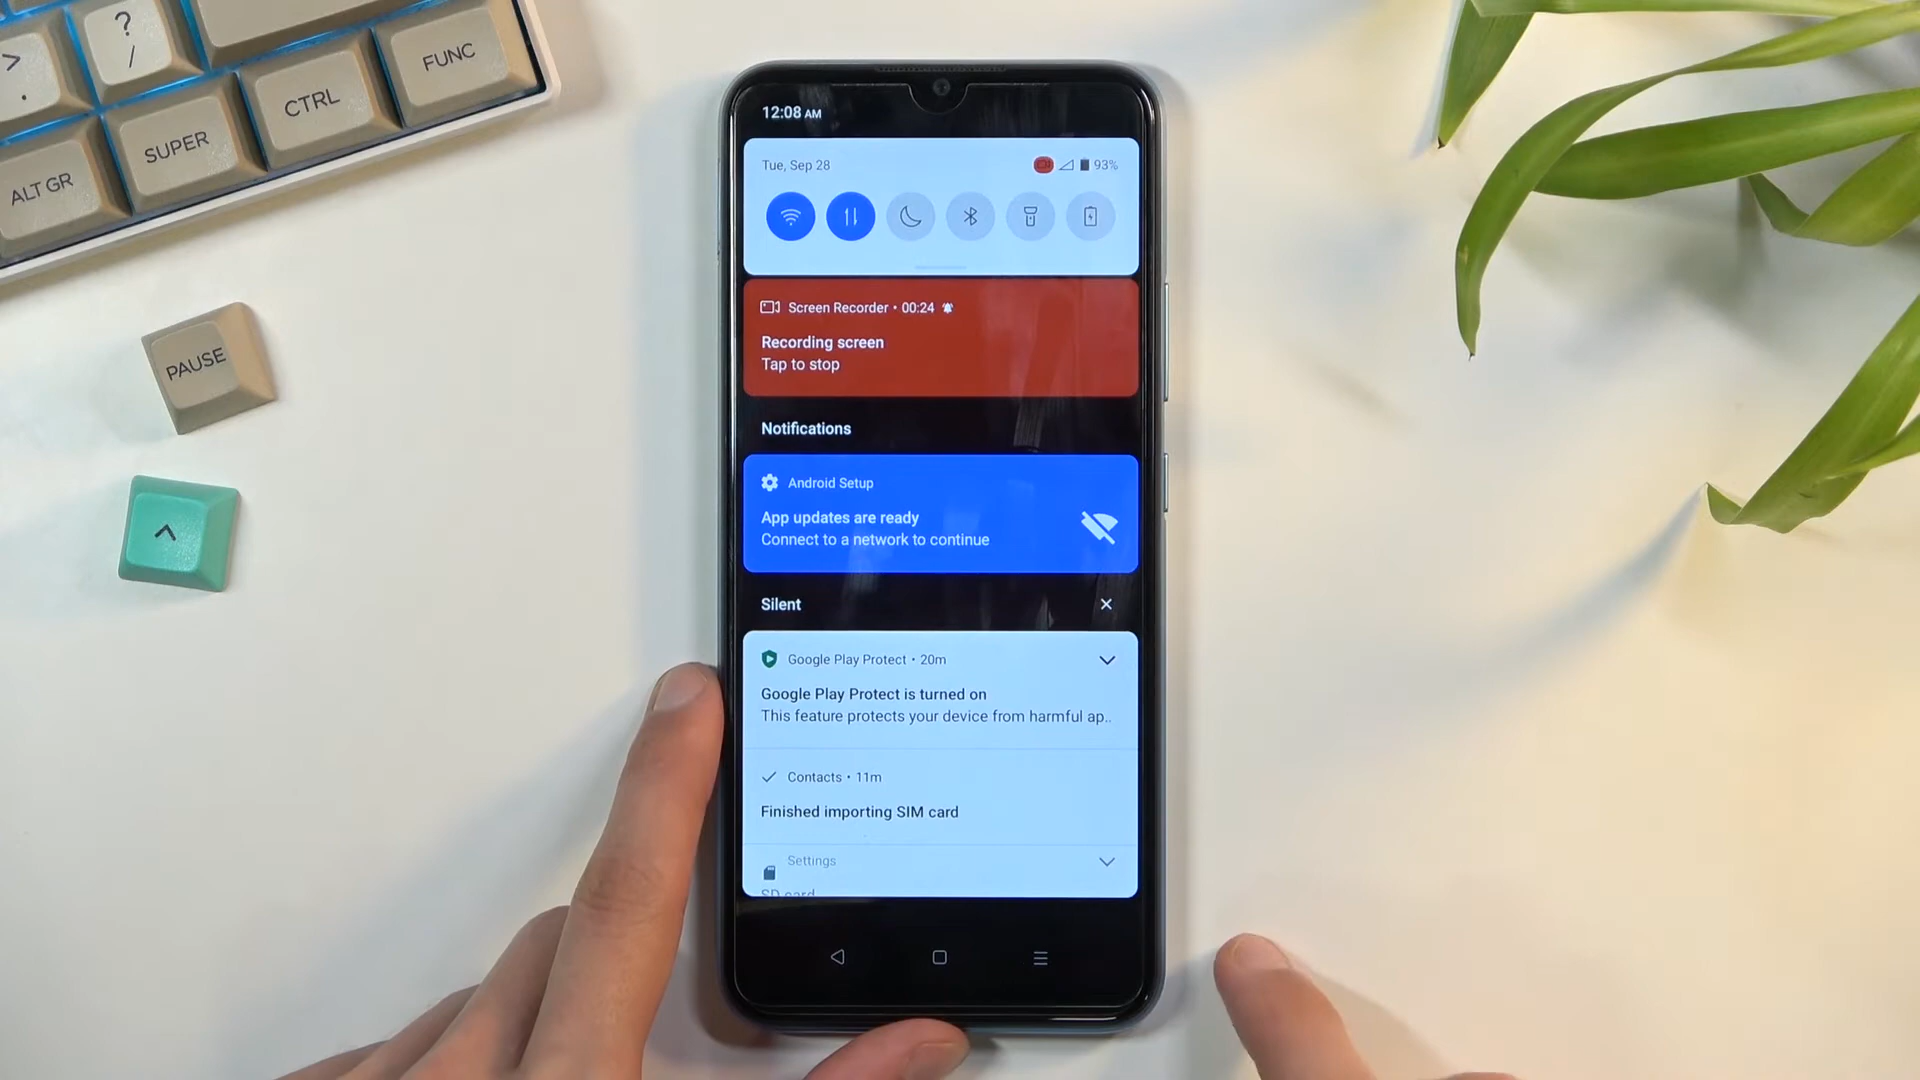 ?
/
>
.
FUNC
CTRL
SUPER
ALT GR
PAUSE
^
12:08 AM
Tue, Sep 28
93%
Screen Recorder • 00:24
Recording screen
Tap to stop
Notifications
Android Setup
App updates are ready
Connect to a network to continue
Silent
Google Play Protect • 20m
Google Play Protect is turned on
This feature protects your device from harmful ap..
Contacts • 11m
Finished importing SIM card
Settings
SD card